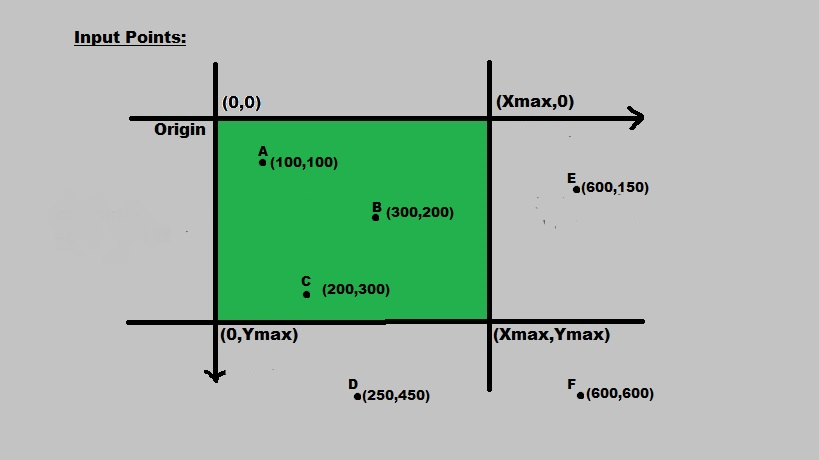 Input Points:
(0,0)
(Xmax,0)
Origin
A
(100,100)
E
(600,150)
B
(300,200)
C
(200,300)
(0,Ymax)
(Xmax,Ymax)
D
(250,450)
F
(600,600)